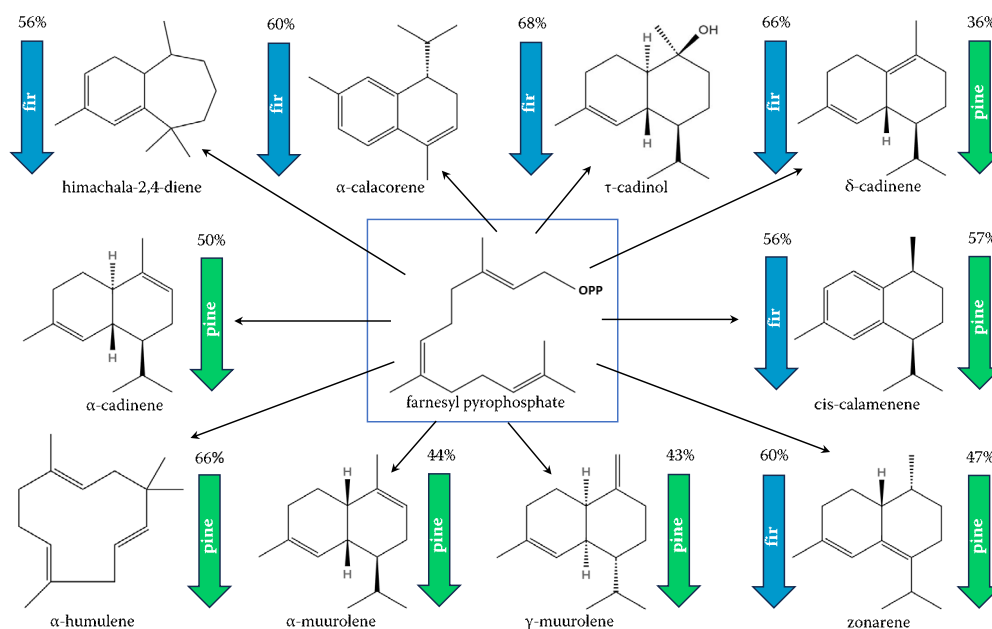 56%
60%
68%
66%
36%
fir
fir
fir
fir
pine
H
OH
H
H
himachala-2,4-diene
α-calacorene
τ-cadinol
δ-cadinene
50%
56%
57%
H
H
pine
OPP
fir
pine
α-cadinene
farnesyl pyrophosphate
cis-calamenene
66%
44%
43%
60%
47%
pine
H
H
pine
H
H
pine
fir
H
pine
α-humulene
α-muurolene
γ-muurolene
zonarene